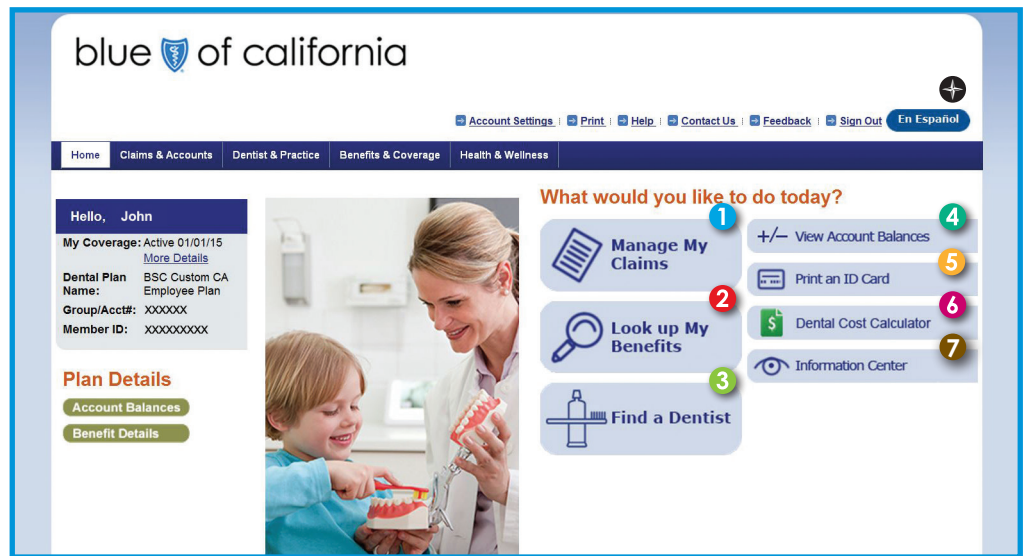 blue of california
Account Settings | Print | Help | Contact Us | Feedback | Sign Out
En Español
Home
Claims & Accounts
Dentist & Practice
Benefits & Coverage
Health & Wellness
Hello, John
My Coverage: Active 01/01/15
More Details
Dental Plan BSC Custom CA
Name: Employee Plan
Group/Acct#: XXXXXX
Member ID: XXXXXXXXX
Plan Details
Account Balances
Benefit Details
What would you like to do today?
1
Manage My
Claims
2
Look up My
Benefits
3
Find a Dentist
4
+/– View Account Balances
5
Print an ID Card
6
$ Dental Cost Calculator
7
Information Center